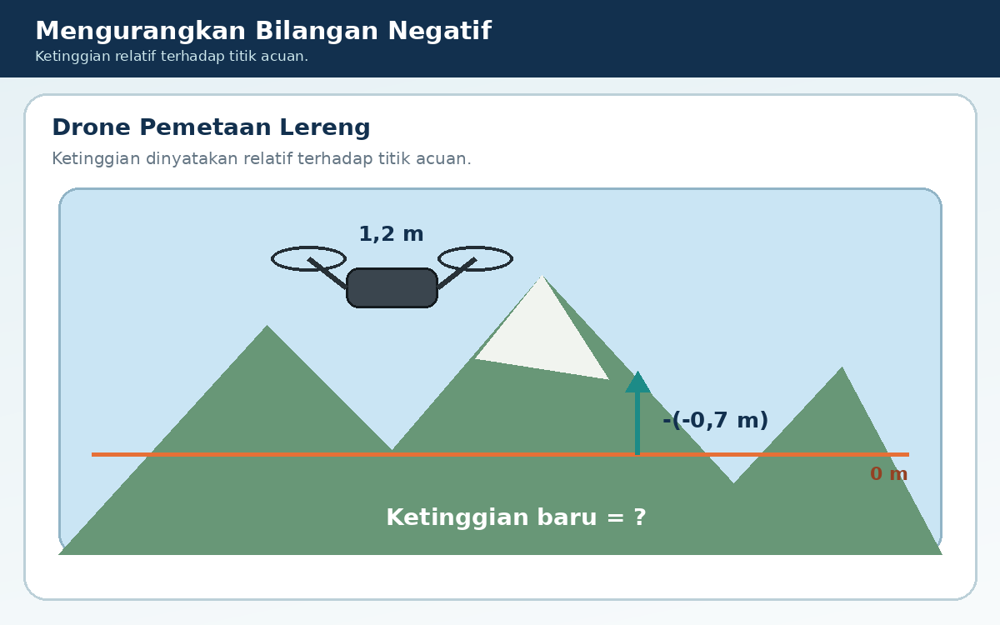 Mengurangkan Bilangan Negatif
Ketinggian relatif terhadap titik acuan.
Drone Pemetaan Lereng
Ketinggian dinyatakan relatif terhadap titik acuan.
1,2 m
-(-0,7 m)
0 m
Ketinggian baru = ?